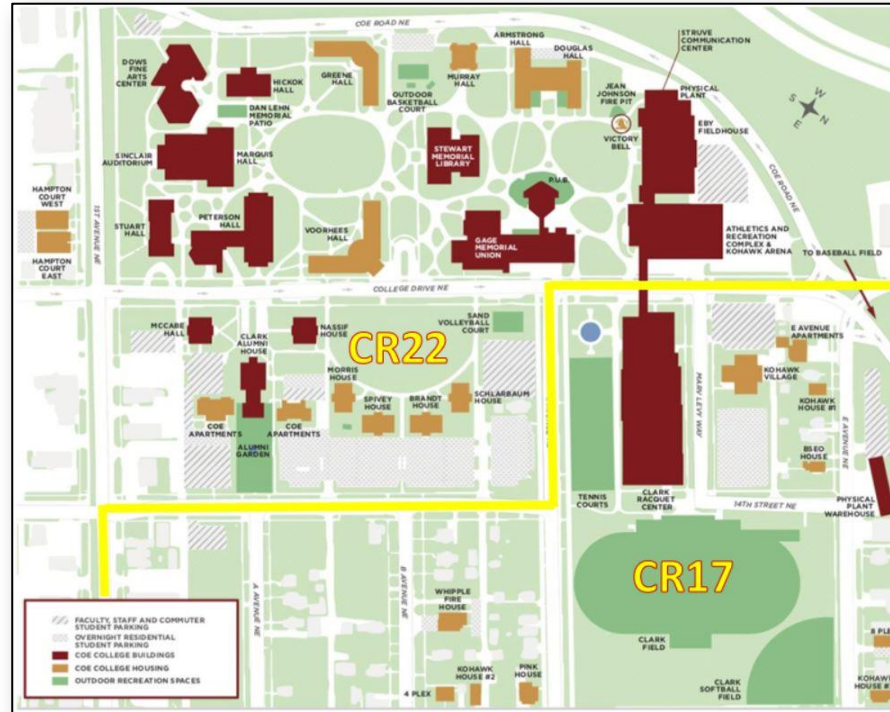 COE ROAD NE
DOWS
FINE
ARTS
CENTER
HICKOK
HALL
GREENE
HALL
OUTDOOR
BASKETBALL
COURT
MURRAY
HALL
ARMSTRONG
HALL
DOUGLAS
HALL
JEAN
JOHNSON
FIRE PIT
VICTORY
BELL
STRUVE
COMMUNICATION
CENTER
PHYSICAL
PLANT
EBY
FIELDHOUSE
W
N
S
E
DAN LEHN
MEMORIAL
PATIO
SINCLAIR
AUDITORIUM
MARQUIS
HALL
STEWART
MEMORIAL
LIBRARY
P.U.B.
COE ROAD NE
HAMPTON
COURT
WEST
HAMPTON
COURT
EAST
1ST AVENUE NE
STUART
HALL
PETERSON
HALL
VOORHEES
HALL
GAGE
MEMORIAL
UNION
ATHLETICS AND
RECREATION
COMPLEX &
KOHAWK ARENA
TO BASEBALL FIELD
COLLEGE DRIVE NE
MCCABE
HALL
CLARK
ALUMNI
HOUSE
NASSIF
HOUSE
CR22
SAND
VOLLEYBALL
COURT
MORRIS
HOUSE
SPIVEY
HOUSE
BRANDT
HOUSE
SCHLARBAUM
HOUSE
COE
APARTMENTS
ALUMNI
GARDEN
COE
APARTMENTS
MARV LEVY WAY
E AVENUE
APARTMENTS
KOHAWK
VILLAGE
KOHAWK
HOUSE #1
BSEO
HOUSE
E AVENUE NE
TENNIS
COURTS
CLARK
RACQUET
CENTER
14TH STREET NE
PHYSICAL
PLANT
WAREHOUSE
CR17
A AVENUE NE
B AVENUE NE
WHIPPLE
FIRE
HOUSE
4 PLEX
KOHAWK
HOUSE #2
PINK
HOUSE
CLARK
FIELD
CLARK
SOFTBALL
FIELD
8 PLE
KOHAWK
FACULTY, STAFF AND COMMUTER
STUDENT PARKING
OVERNIGHT RESIDENTIAL
STUDENT PARKING
COE COLLEGE BUILDINGS
COE COLLEGE HOUSING
OUTDOOR RECREATION SPACES